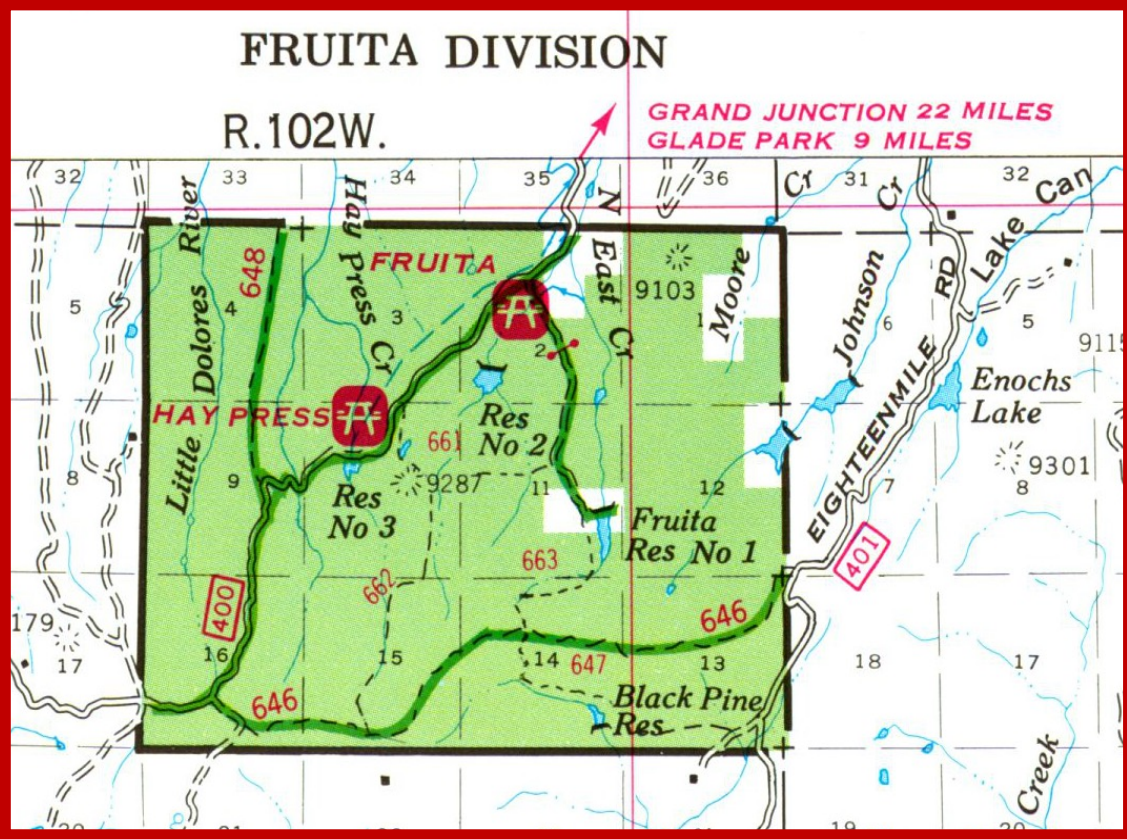 FRUITA DIVISION
R.102W.
GRAND JUNCTION 22 MILES
GLADE PARK 9 MILES
32
33
34
35
36
31
32
Little Dolores River
Hay Press Cr
N East Cr
Moore Cr
Johnson Cr
Lake Can
648
FRUITA
9103
EIGHTEENMILE RD
5
4
3
2
1
6
5
9115
HAY PRESS
Enochs
Lake
Res
No 2
661
9301
8
9
9287
11
12
7
8
Res
No 3
Fruita
Res No 1
401
663
662
400
646
179
17
16
15
14
647
13
18
17
646
Black Pine
Res
Creek
19
20